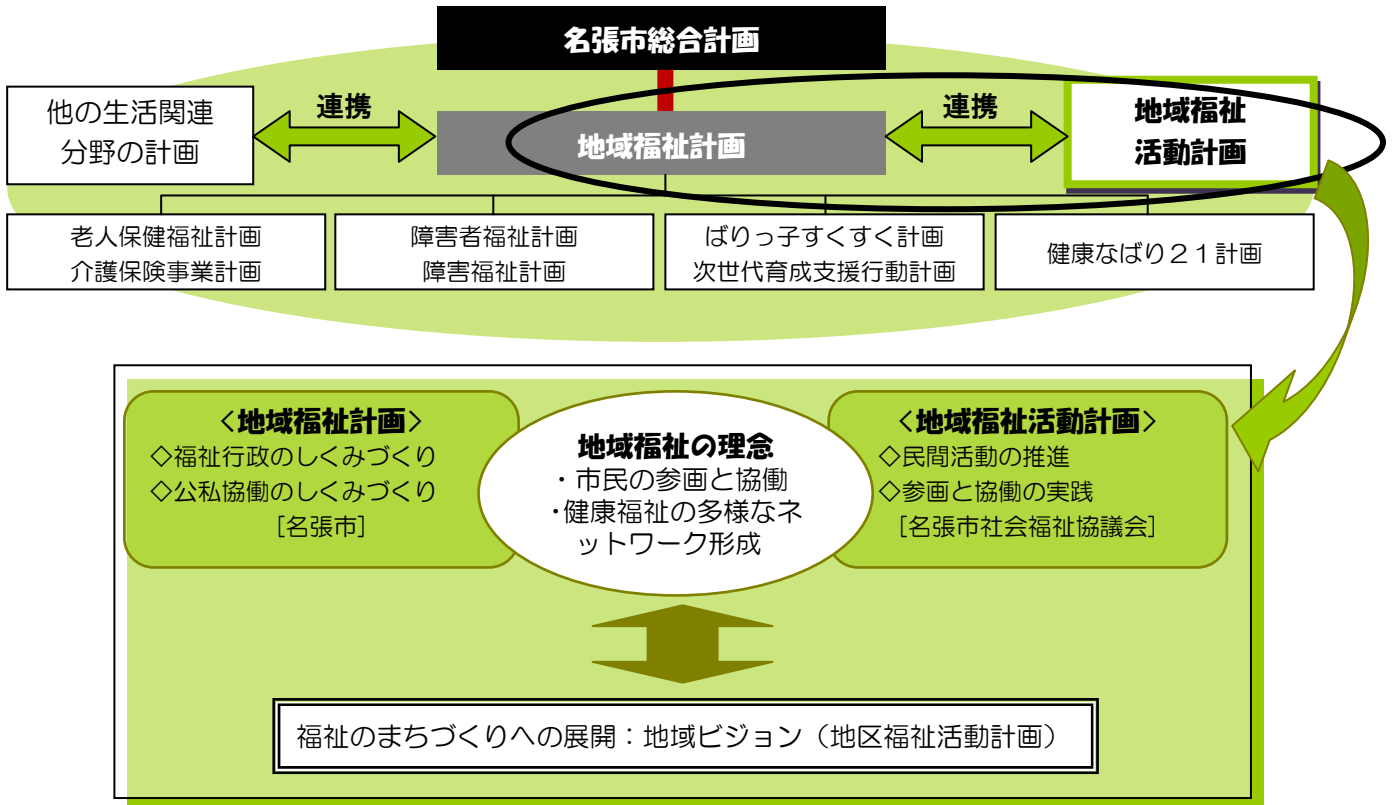 名張市総合計画
他の生活関連
分野の計画
連携
地域福祉計画
連携
地域福祉
活動計画
老人保健福祉計画
介護保険事業計画
障害者福祉計画
障害福祉計画
ばりっ子すくすく計画
次世代育成支援行動計画
健康なばり２１計画
＜地域福祉計画＞
◇福祉行政のしくみづくり
◇公私協働のしくみづくり
［名張市］
地域福祉の理念
・市民の参画と協働
・健康福祉の多様なネ
ットワーク形成
＜地域福祉活動計画＞
◇民間活動の推進
◇参画と協働の実践
［名張市社会福祉協議会］
福祉のまちづくりへの展開：地域ビジョン（地区福祉活動計画）